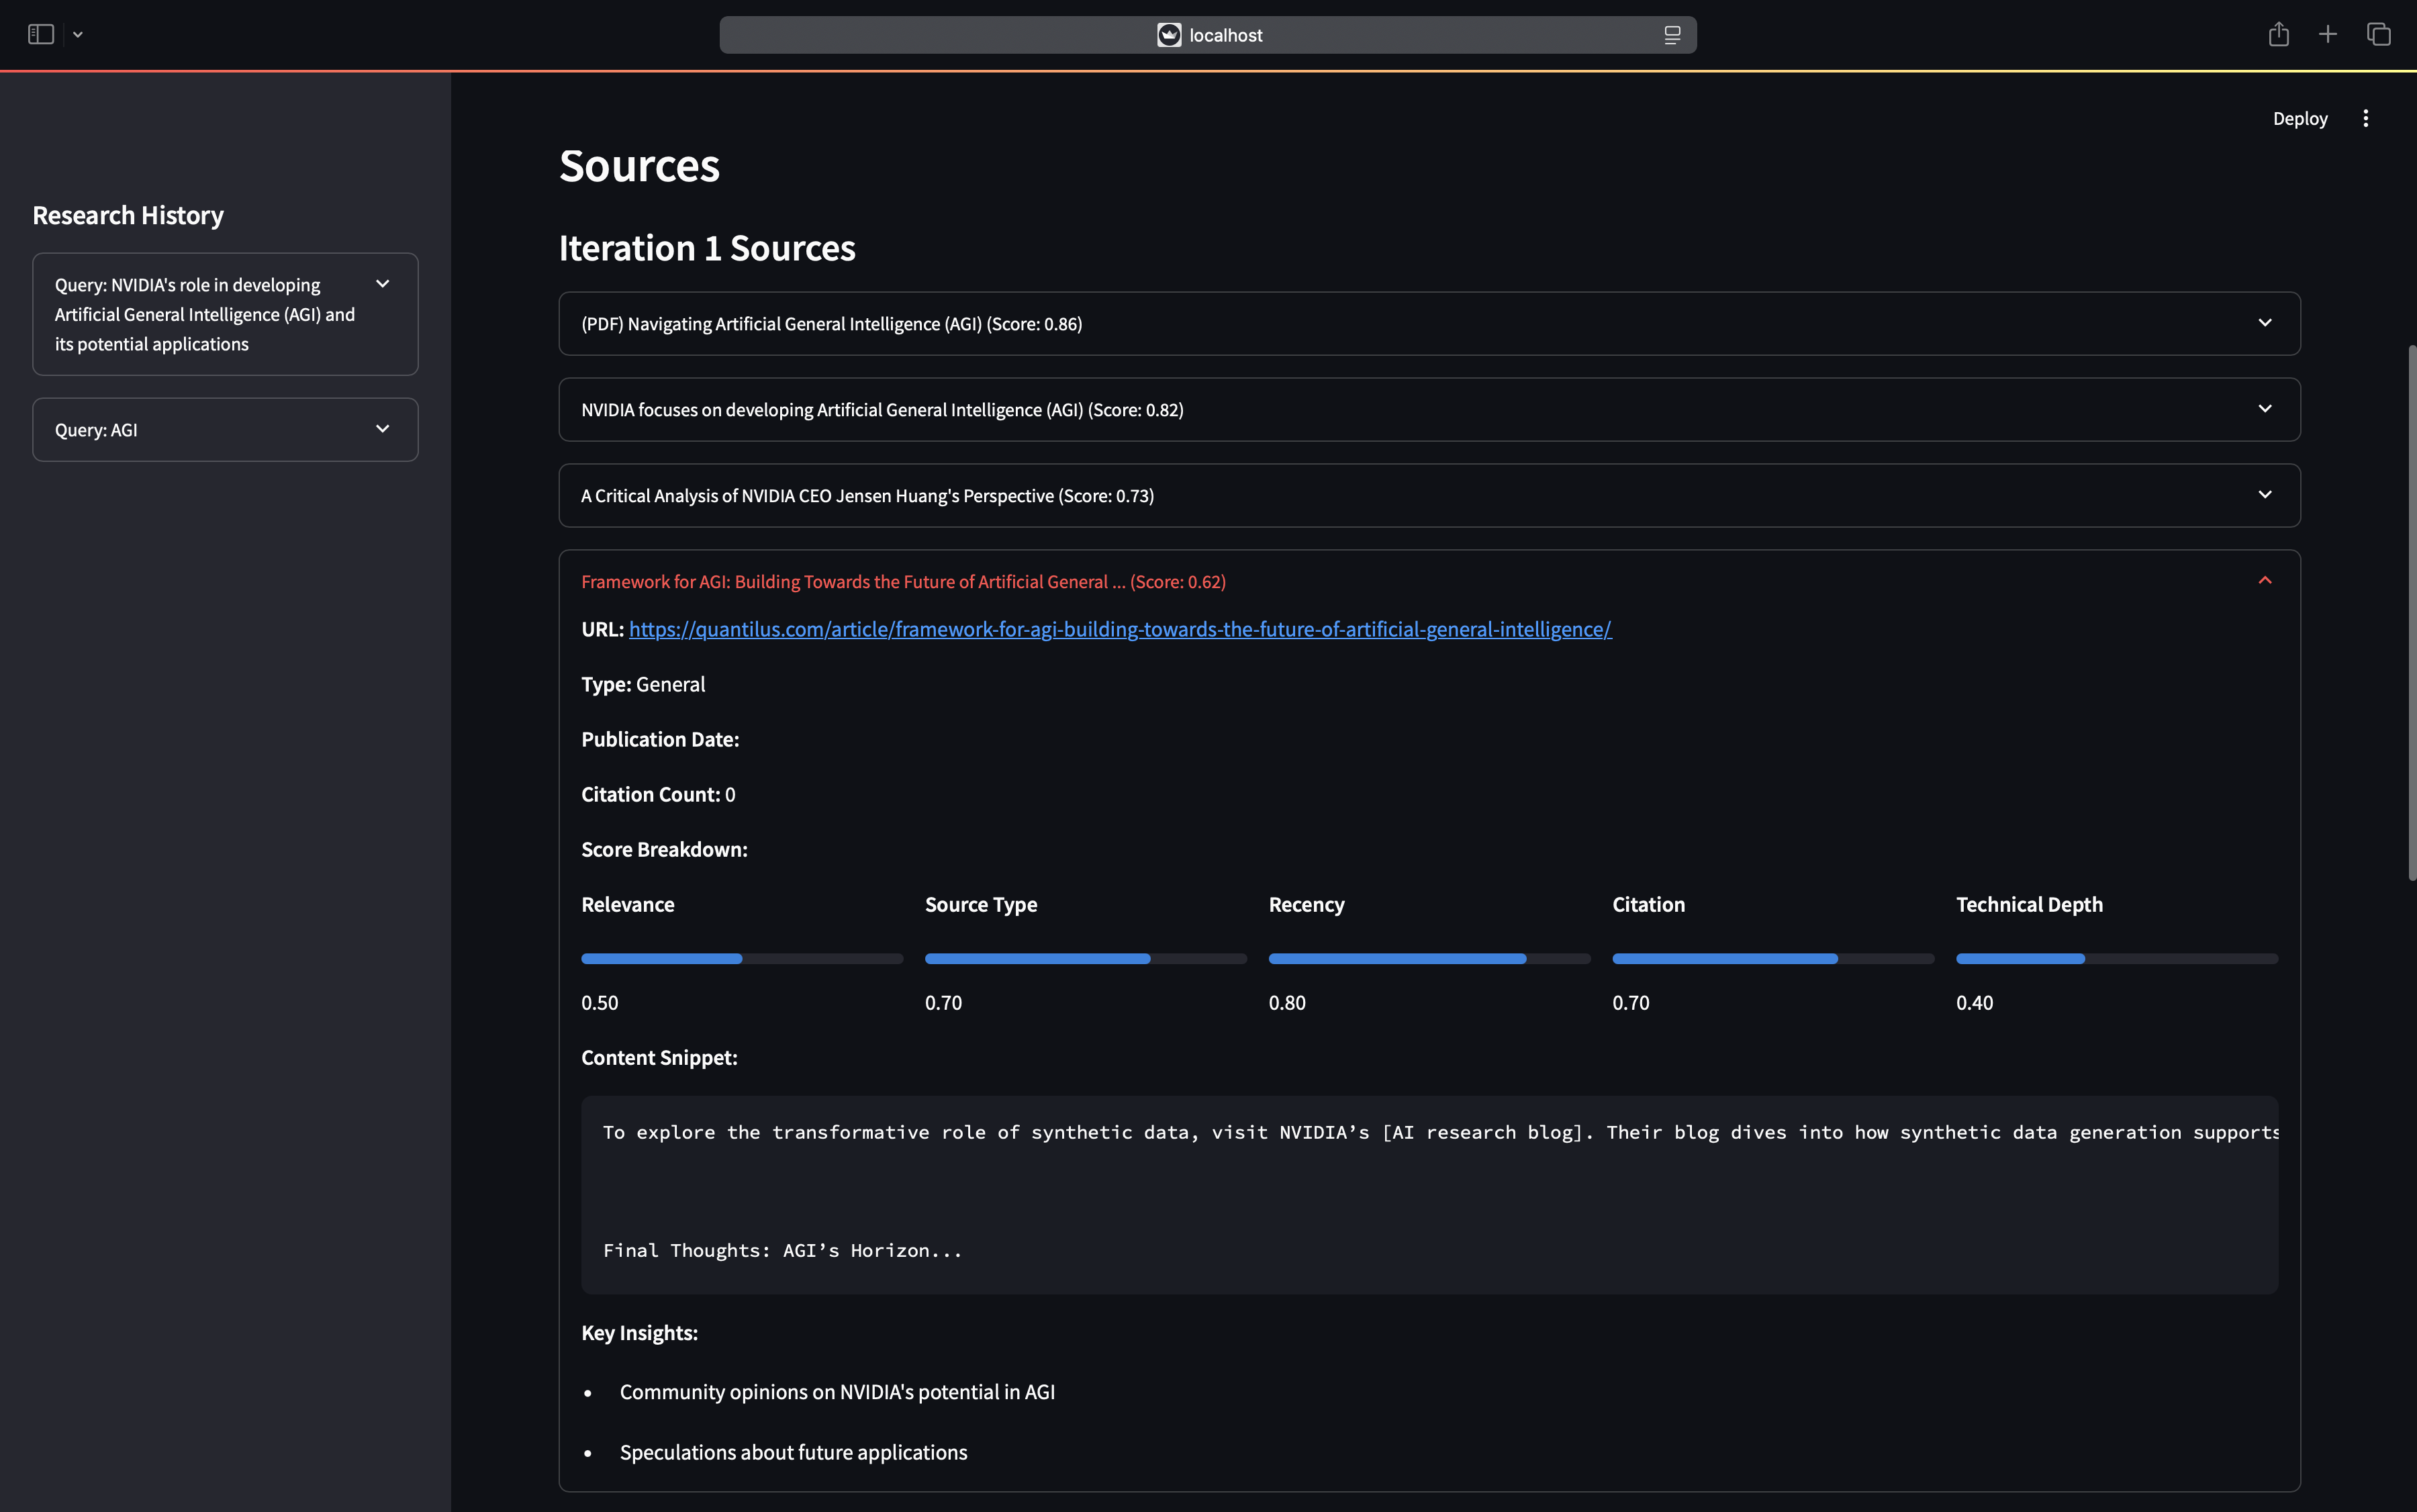 localhost
Deploy
Research History
Query: NVIDIA's role in developing
Artificial General Intelligence (AGI) and
its potential applications
Query: AGI
Sources
Iteration 1 Sources
(PDF) Navigating Artificial General Intelligence (AGI) (Score: 0.86)
NVIDIA focuses on developing Artificial General Intelligence (AGI) (Score: 0.82)
A Critical Analysis of NVIDIA CEO Jensen Huang's Perspective (Score: 0.73)
Framework for AGI: Building Towards the Future of Artificial General ... (Score: 0.62)
URL: https://quantilus.com/article/framework-for-agi-building-towards-the-future-of-artificial-general-intelligence/
Type: General
Publication Date:
Citation Count: 0
Score Breakdown:
Relevance Source Type Recency Citation Technical Depth
0.50 0.70 0.80 0.70 0.40
Content Snippet:
To explore the transformative role of synthetic data, visit NVIDIA’s [AI research blog]. Their blog dives into how synthetic data generation supports
Final Thoughts: AGI’s Horizon...
Key Insights:
• Community opinions on NVIDIA's potential in AGI
• Speculations about future applications